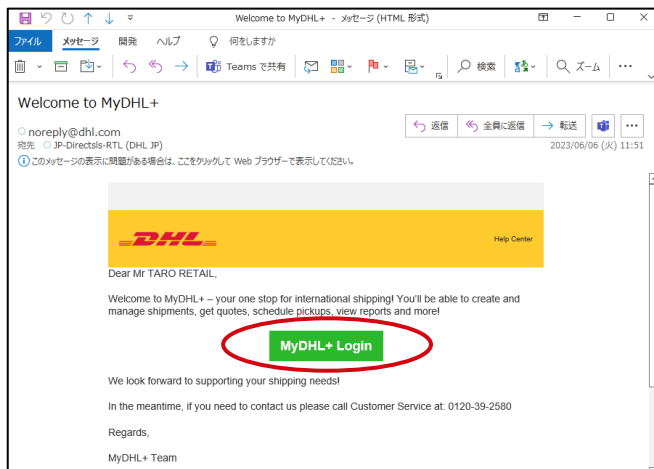 Welcome to MyDHL+ - メッセージ (HTML 形式)
ファイル メッセージ 開発 ヘルプ 何をしますか
Teams で共有 検索 ズーム
Welcome to MyDHL+
noreply@dhl.com
返信 全員に返信 転送
宛先 JP-Directsls-RTL (DHL JP)
2023/06/06 (火) 11:51
このメッセージの表示に問題がある場合は、ここをクリックして Web ブラウザーで表示してください。
DHL
Help Center
Dear Mr TARO RETAIL,
Welcome to MyDHL+ – your one stop for international shipping! You'll be able to create and
manage shipments, get quotes, schedule pickups, view reports and more!
MyDHL+ Login
We look forward to supporting your shipping needs!
In the meantime, if you need to contact us please call Customer Service at: 0120-39-2580
Regards,
MyDHL+ Team